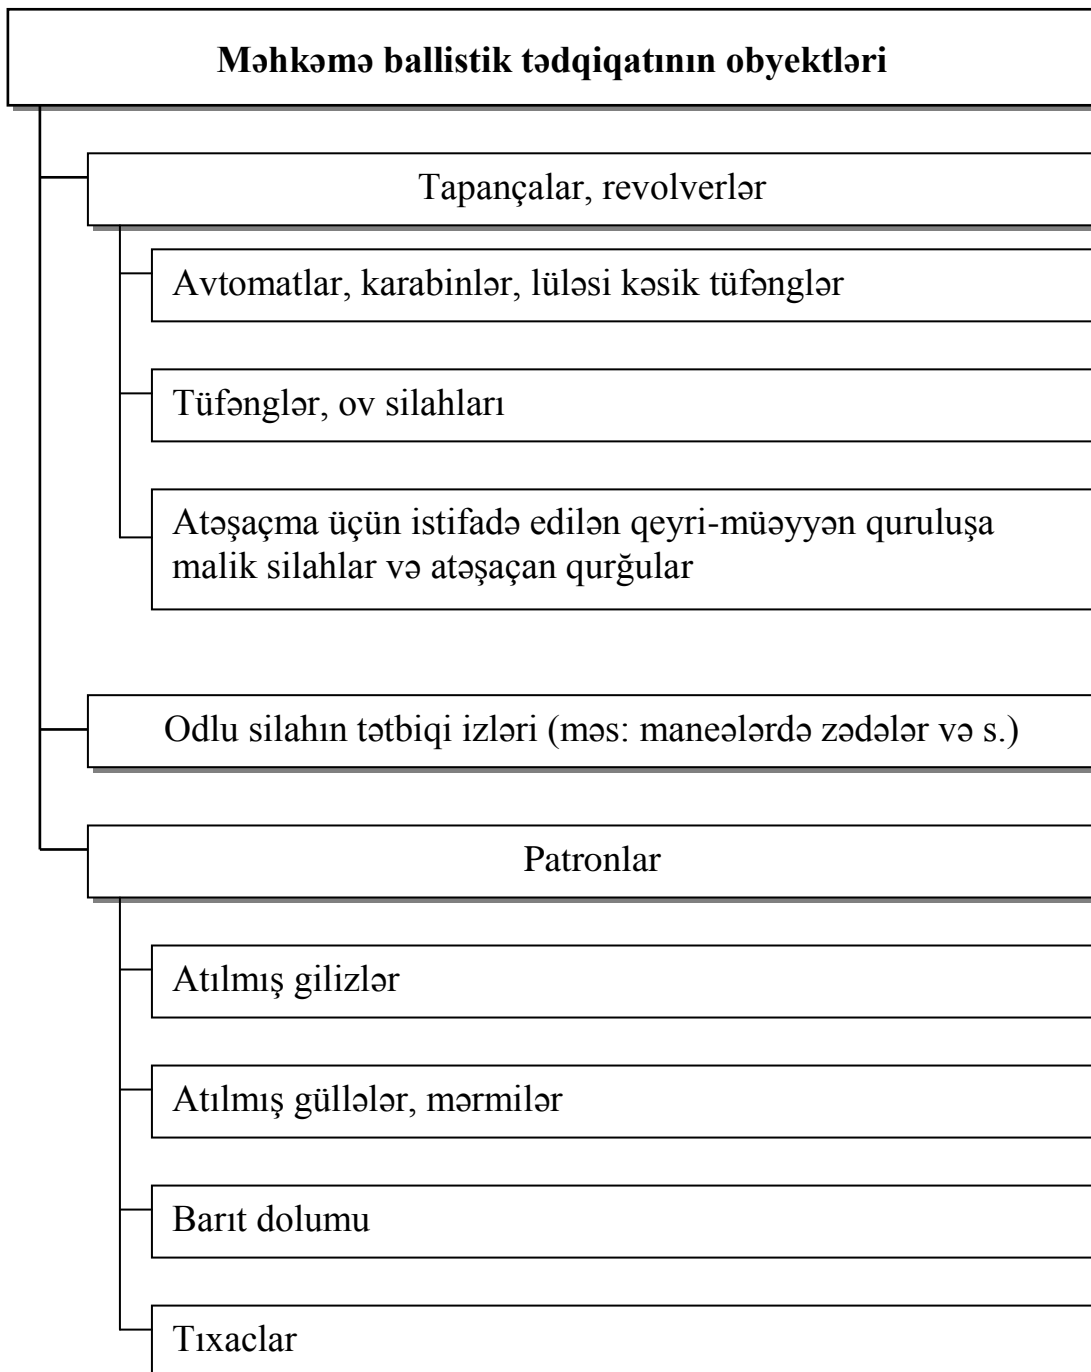 Məhkəmə ballistik tədqiqatının obyektləri
Tapançalar, revolverlər
Avtomatlar, karabinlər, lüləsi kəsik tüfənglər
Tüfənglər, ov silahları
Atəşaçma üçün istifadə edilən qeyri-müəyyən quruluşa
malik silahlar və atəşaçan qurğular
Odlu silahın tətbiqi izləri (məs: maneələrdə zədələr və s.)
Patronlar
Atılmış gilizlər
Atılmış güllələr, mərmilər
Barıt dolumu
Tıxaclar